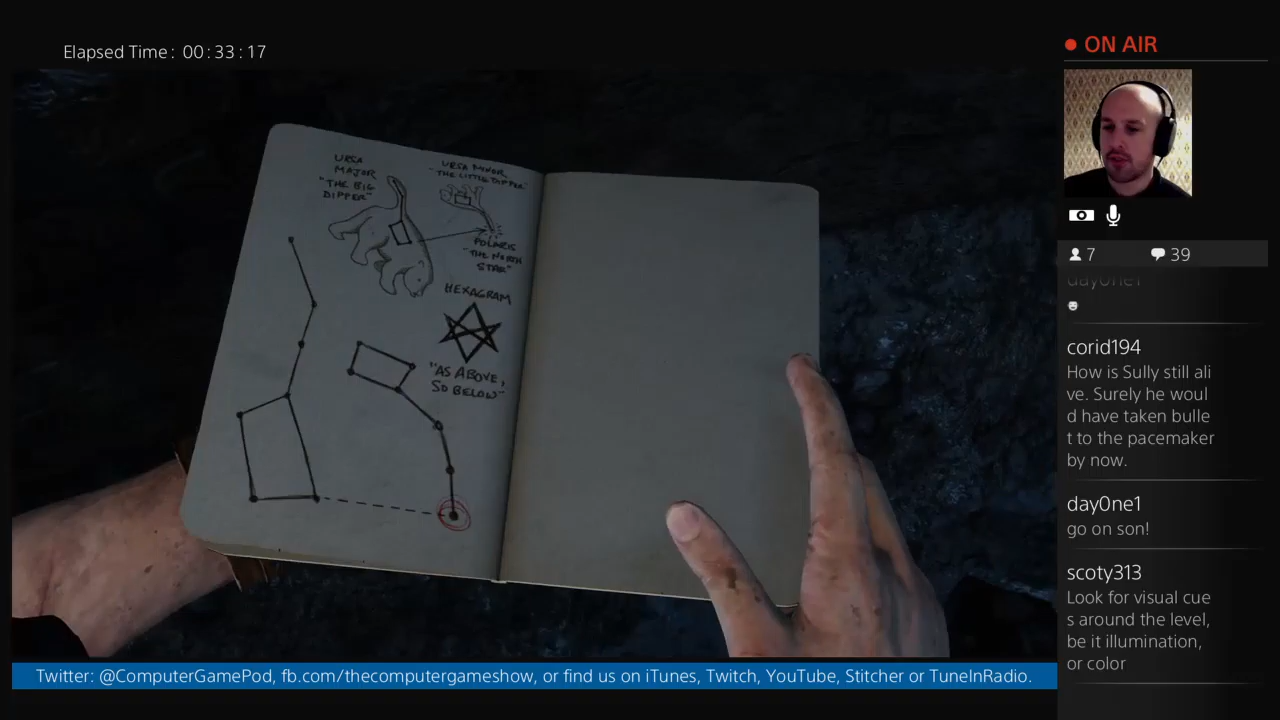 Elapsed Time: 00:33:17
ON AIR
URSA
MAJOR
"THE BIG
DIPPER"
URSA MINOR
"THE LITTLE DIPPER"
POLARIS
"THE NORTH
STAR"
HEXAGRAM
"AS ABOVE,
SO BELOW"
7
39
day0ne1
corid194
How is Sully still ali
ve. Surely he woul
d have taken bulle
t to the pacemaker
by now.
day0ne1
go on son!
scoty313
Look for visual cue
s around the level,
be it illumination,
or color
Twitter: @ComputerGamePod, fb.com/thecomputergameshow, or find us on iTunes, Twitch, YouTube, Stitcher or TuneInRadio.